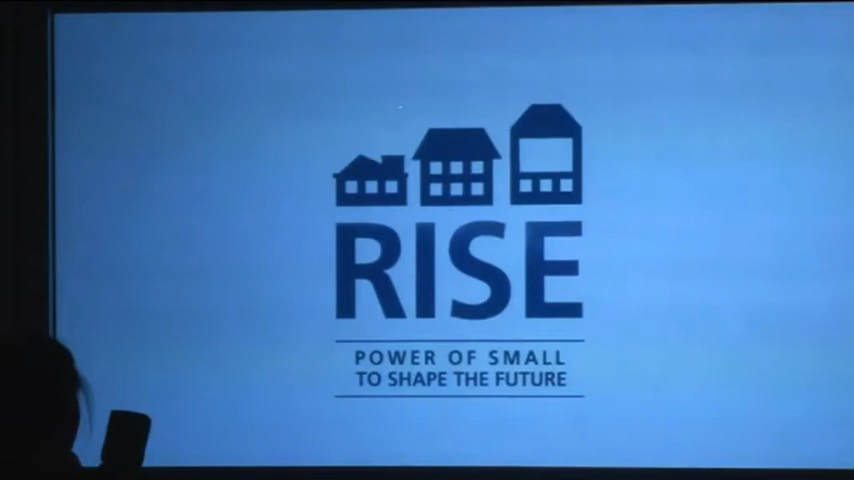 RISE
POWER OF SMALL
TO SHAPE THE FUTURE